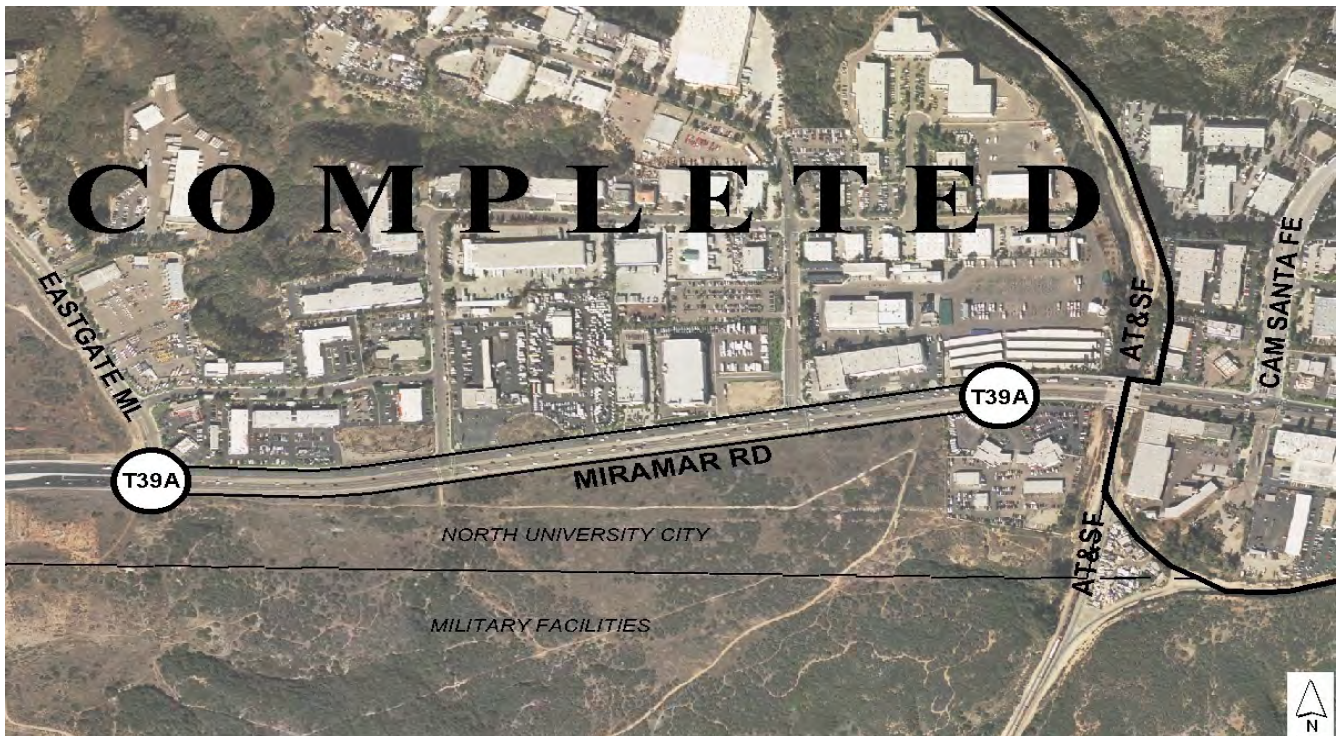 COMPLETED
EASTGATE ML
AT&SF
CAM SANTA FE
T39A
T39A
MIRAMAR RD
NORTH UNIVERSITY CITY
AT&SF
MILITARY FACILITIES
N